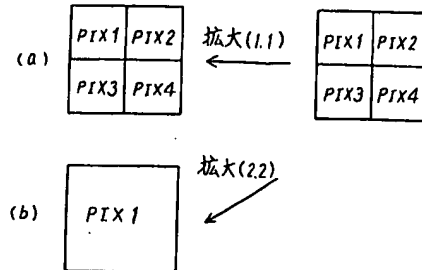 PIX1 PIX2 拡大(1.1) PIX1 PIX2
(a)
PIX3 PIX4 PIX3 PIX4
拡大(2.2)
(b) PIX1